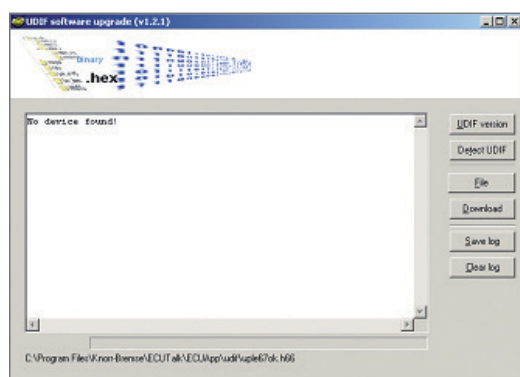 UDIF software upgrade (v1.2.1)
Binary
.hex
No device found!
UDIF version
Detect UDIF
File
Download
Save log
Clear log
C:\Program Files\Knorr-Bremse\ECUTalk\ECUApp\udif\uple67ok.h66